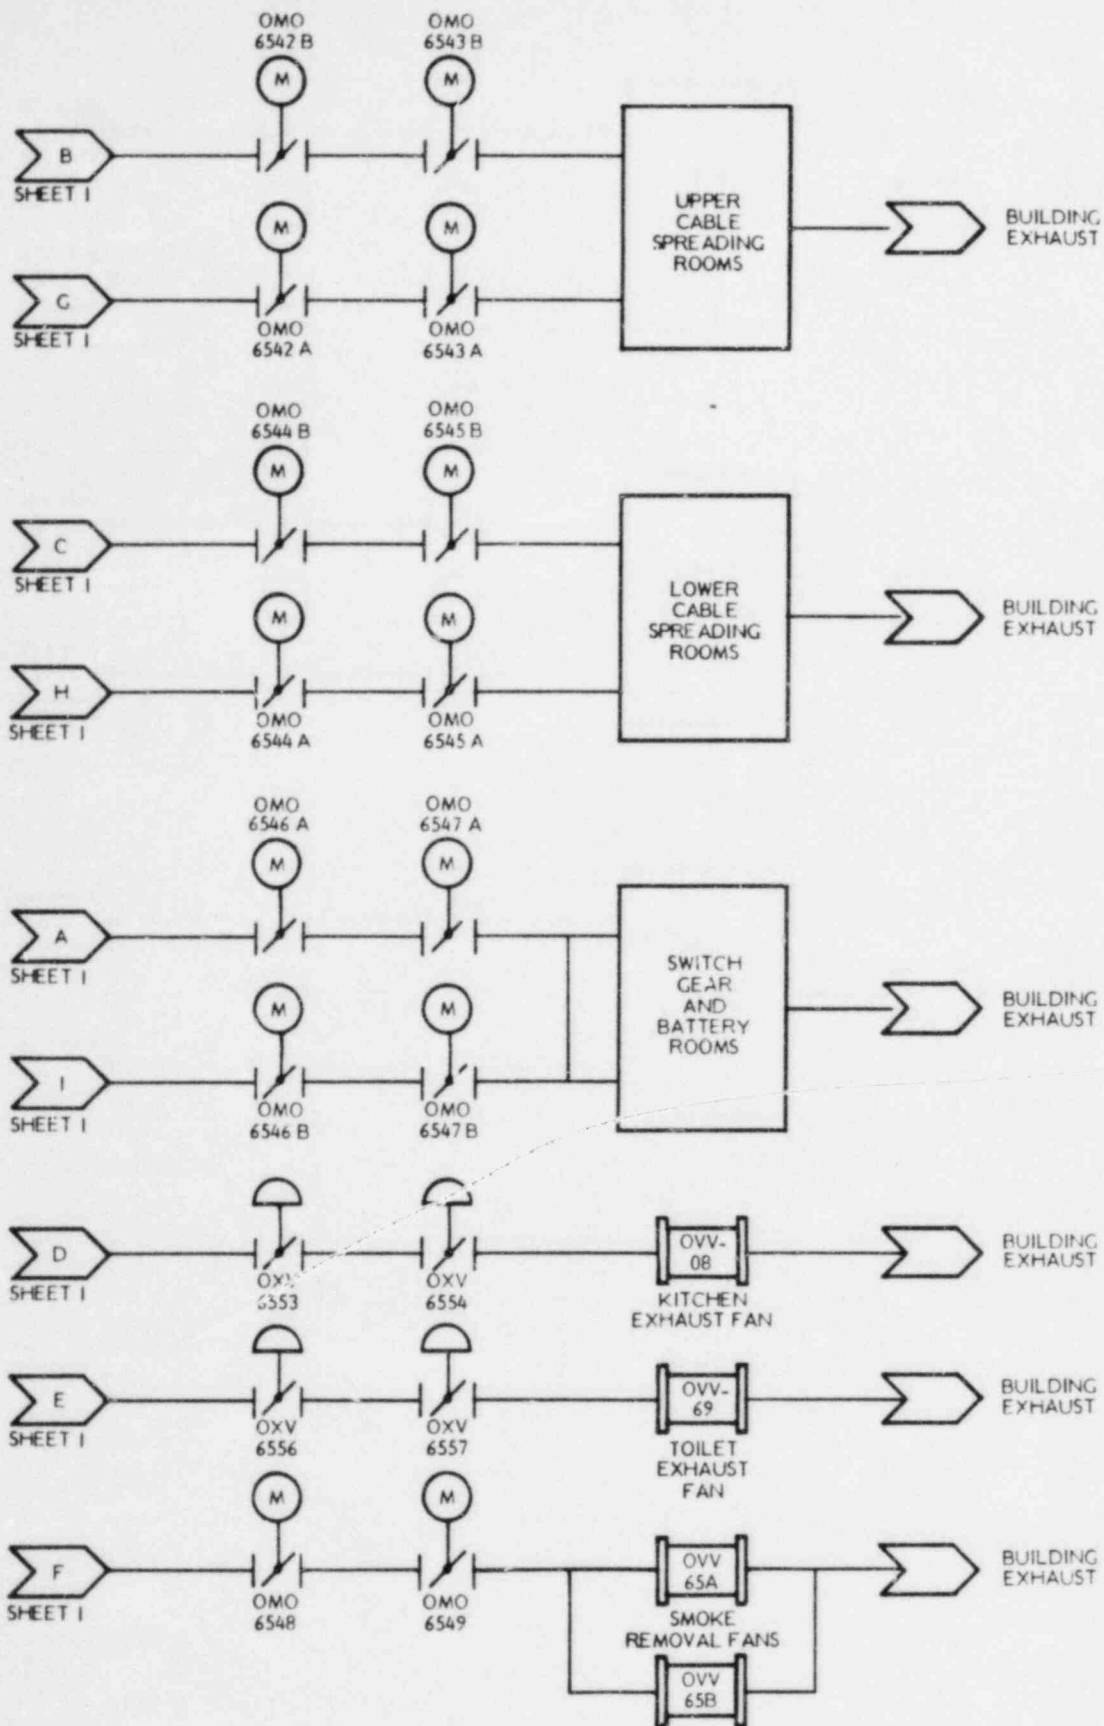 OMO
6542 B
OMO
6543 B
M
M
B
SHEET 1
M
M
G
SHEET 1
OMO
6542 A
OMO
6543 A
UPPER
CABLE
SPREADING
ROOMS
BUILDING
EXHAUST
OMO
6544 B
OMO
6545 B
M
M
C
SHEET 1
M
M
H
SHEET 1
OMO
6544 A
OMO
6545 A
LOWER
CABLE
SPREADING
ROOMS
BUILDING
EXHAUST
OMO
6546 A
OMO
6547 A
M
M
A
SHEET 1
M
M
I
SHEET 1
OMO
6546 B
OMO
6547 B
SWITCH
GEAR
AND
BATTERY
ROOMS
BUILDING
EXHAUST
D
SHEET 1
OXV
6553
OXV
6554
OVV-
08
KITCHEN
EXHAUST FAN
BUILDING
EXHAUST
E
SHEET 1
OXV
6556
OXV
6557
OVV-
69
TOILET
EXHAUST
FAN
BUILDING
EXHAUST
M
M
F
SHEET 1
OMO
6548
OMO
6549
OVV
65A
SMOKE
REMOVAL FANS
OVV
65B
BUILDING
EXHAUST